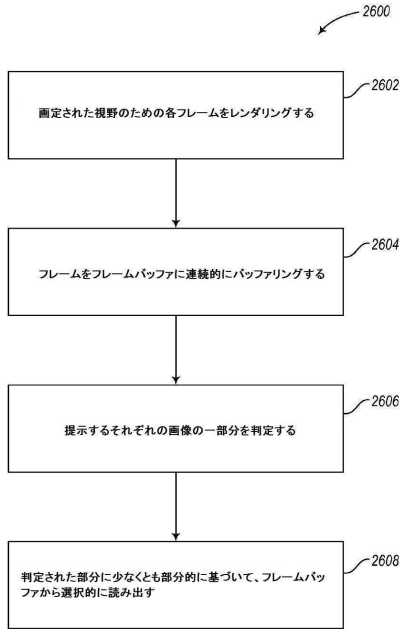 2600
2602
画定された視野のための各フレームをレンダリングする
2604
フレームをフレームバッファに連続的にバッファリングする
2606
提示するそれぞれの画像の一部分を判定する
2608
判定された部分に少なくとも部分的に基づいて、フレームバッ
ファから選択的に読み出す